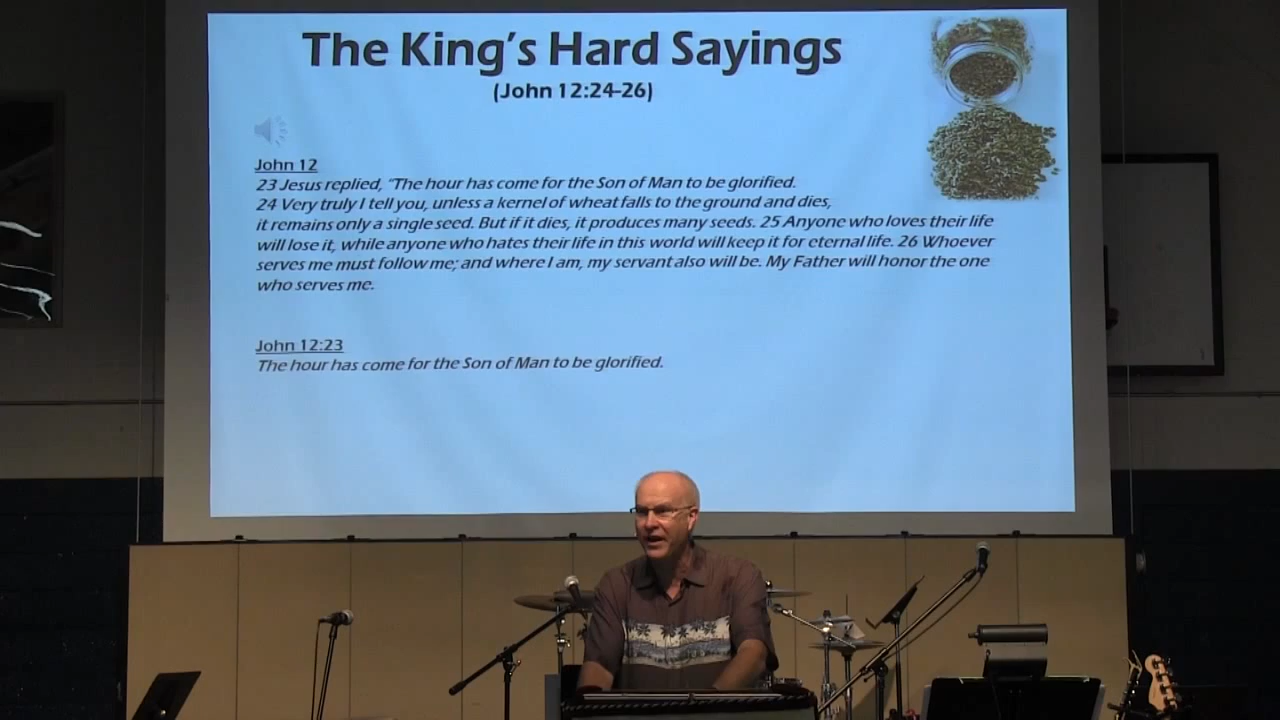 The King's Hard Sayings
(John 12:24-26)
John 12
23 Jesus replied, "The hour has come for the Son of Man to be glorified.
24 Very truly I tell you, unless a kernel of wheat falls to the ground and dies,
it remains only a single seed. But if it dies, it produces many seeds. 25 Anyone who loves their life
will lose it, while anyone who hates their life in this world will keep it for eternal life. 26 Whoever
serves me must follow me; and where I am, my servant also will be. My Father will honor the one
who serves me.
John 12:23
The hour has come for the Son of Man to be glorified.